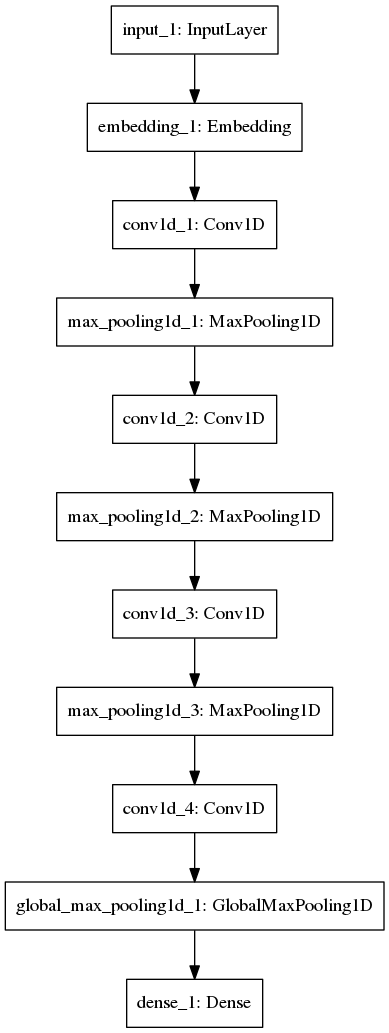 input_1: InputLayer
embedding_1: Embedding
conv1d_1: Conv1D
max_pooling1d_1: MaxPooling1D
conv1d_2: Conv1D
max_pooling1d_2: MaxPooling1D
conv1d_3: Conv1D
max_pooling1d_3: MaxPooling1D
conv1d_4: Conv1D
global_max_pooling1d_1: GlobalMaxPooling1D
dense_1: Dense